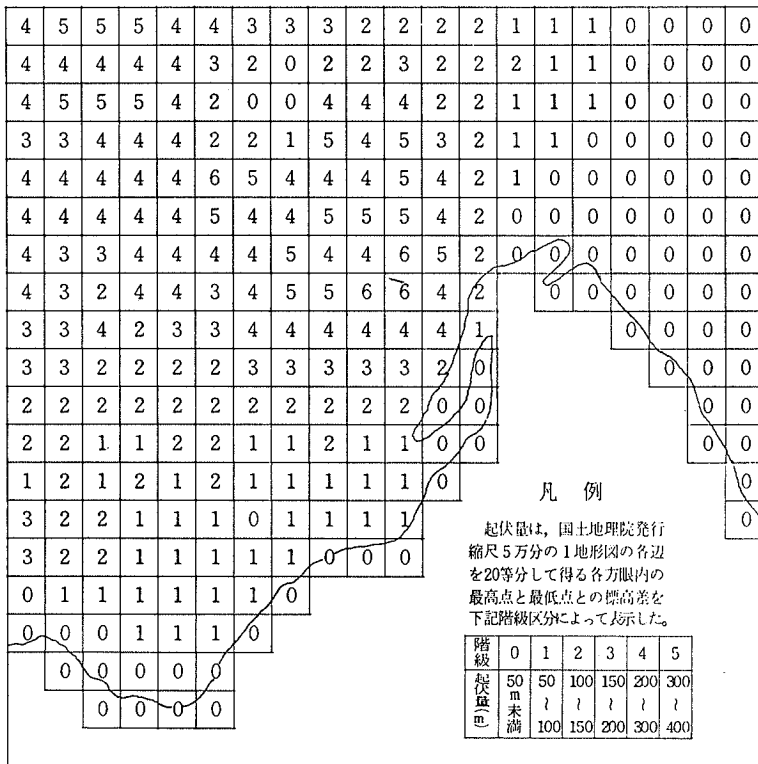 4 5 5 5 4 4 3 3 3 2 2 2 2 1 1 1 0 0 0 0
4 4 4 4 4 3 2 0 2 2 3 2 2 2 1 1 0 0 0 0
4 5 5 5 4 2 0 0 4 4 4 2 2 1 1 1 0 0 0 0
3 3 4 4 4 2 2 1 5 4 5 3 2 1 1 0 0 0 0 0
4 4 4 4 4 6 5 4 4 4 5 4 2 1 0 0 0 0 0 0
4 4 4 4 4 5 4 4 5 5 5 4 2 0 0 0 0 0 0 0
4 3 3 4 4 4 4 5 4 4 6 5 2 0 0 0 0 0 0 0
4 3 2 4 4 3 4 5 5 6 6 4 2 0 0 0 0 0 0
3 3 4 2 3 3 4 4 4 4 4 4 1 0 0 0 0
3 3 2 2 2 2 3 3 3 3 3 2 0 0 0 0
2 2 2 2 2 2 2 2 2 2 2 0 0 0 0
2 2 1 1 2 2 1 1 2 1 1 0 0 0 0
1 2 1 2 1 2 1 1 1 1 1 0
3 2 2 1 1 1 0 1 1 1 1 0
3 2 2 1 1 1 1 1 0 0 0
0 1 1 1 1 1 1 0
0 0 0 1 1 1 0
0 0 0 0 0
0 0 0 0
凡例
起伏量は，国土地理院発行
縮尺5万分の1地形図の各辺
を20等分して得る各方眼内の
最高点と最低点との標高差を
下記階級区分によって表示した。
階級 0 1 2 3 4 5
起伏量(m) 50m未満 50~100 100~150 150~200 200~300 300~400